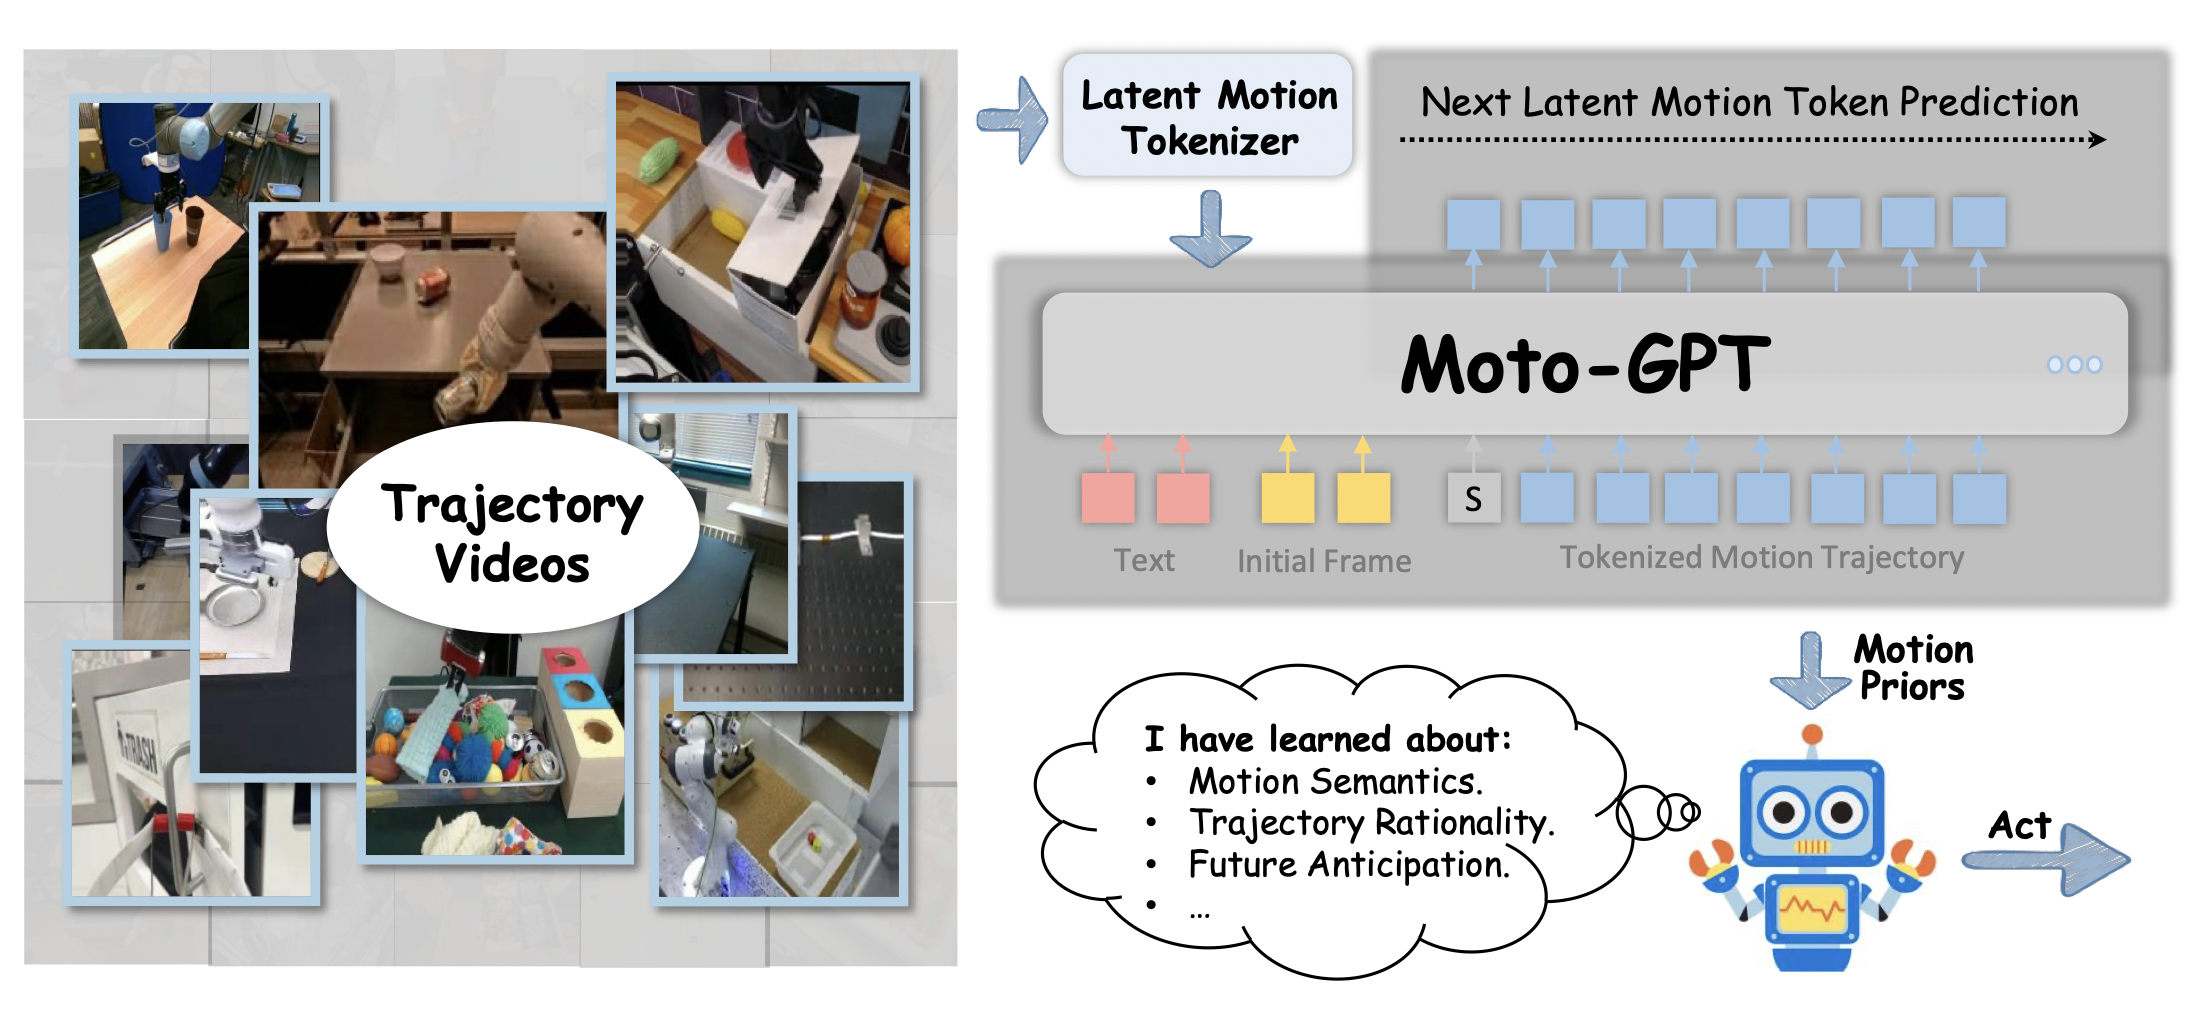 Trajectory
Videos
TRASH
Latent Motion
Tokenizer
Next Latent Motion Token Prediction
Moto-GPT
S
Text
Initial Frame
Tokenized Motion Trajectory
Motion
Priors
I have learned about:
• Motion Semantics.
• Trajectory Rationality.
• Future Anticipation.
• ...
Act